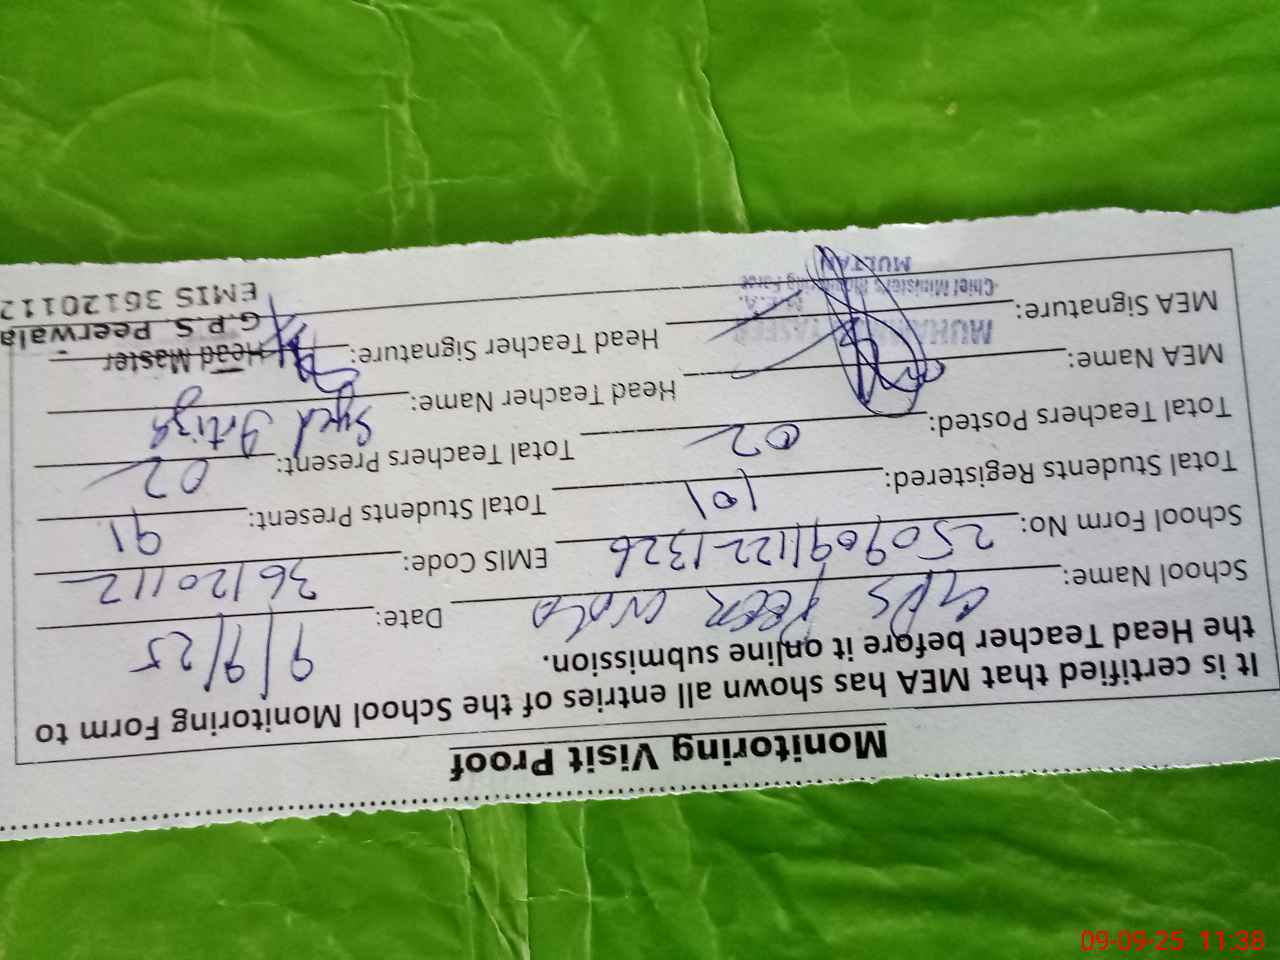 Monitoring Visit Proof
It is certified that MEA has shown all entries of the School Monitoring Form to
the Head Teacher before it online submission.
School Name: GPS PEER WALA Date: 9/9/25
School Form No: 25090911221326 EMIS Code: 36120112
Total Students Registered: 101 Total Students Present: 91
Total Teachers Posted: 02 Total Teachers Present: 02
MEA Name: Head Teacher Name: Syed Irtiza
MEA Signature: Head Teacher Signature:
Head Master
G.P.S. Peerwala
EMIS 36120112
Chief Ministers Monitoring Force
MULTAN
09-09-25 11:38